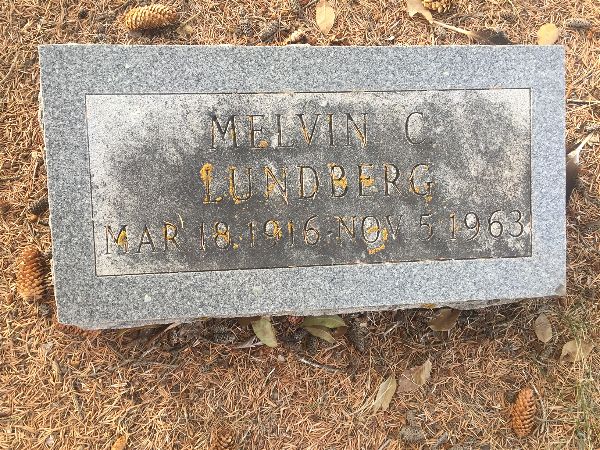 MELVIN C
LUNDBERG
MAR 18 1916 - NOV 5 1963